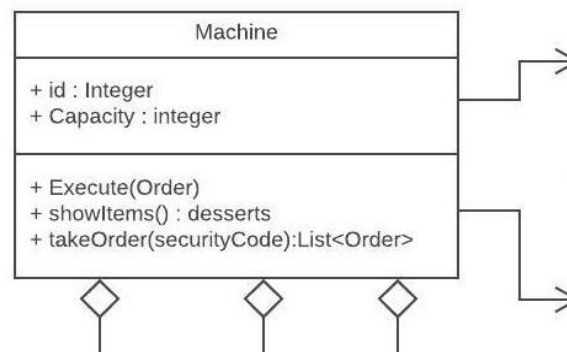 Machine
+ id : Integer
+ Capacity : integer
+ Execute(Order)
+ showItems() : desserts
+ takeOrder(securityCode):List<Order>